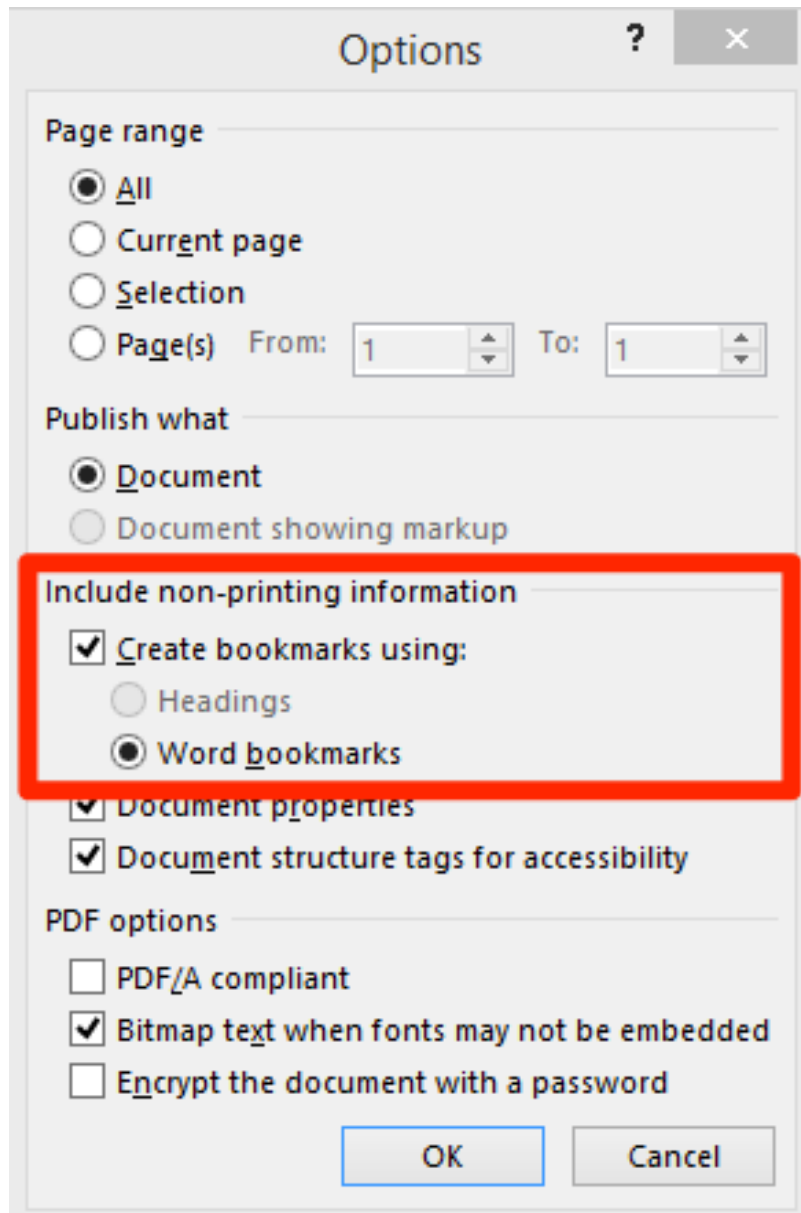 Options ?
Page range
All
Current page
Selection
Page(s) From: 1 To: 1
Publish what
Document
Document showing markup
Include non-printing information
Create bookmarks using:
Headings
Word bookmarks
Document properties
Document structure tags for accessibility
PDF options
PDF/A compliant
Bitmap text when fonts may not be embedded
Encrypt the document with a password
OK Cancel